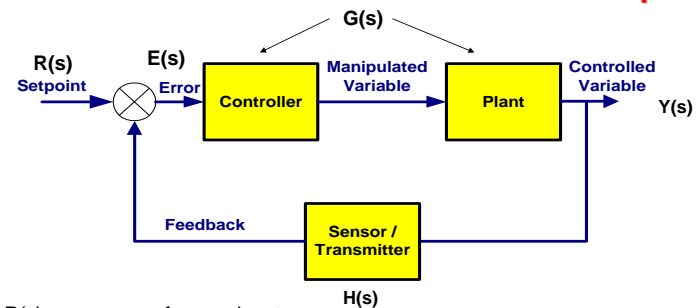 G(s)
R(s)
Setpoint
E(s)
Error
Controller
Manipulated
Variable
Plant
Controlled
Variable
Y(s)
Feedback
Sensor /
Transmitter
H(s)